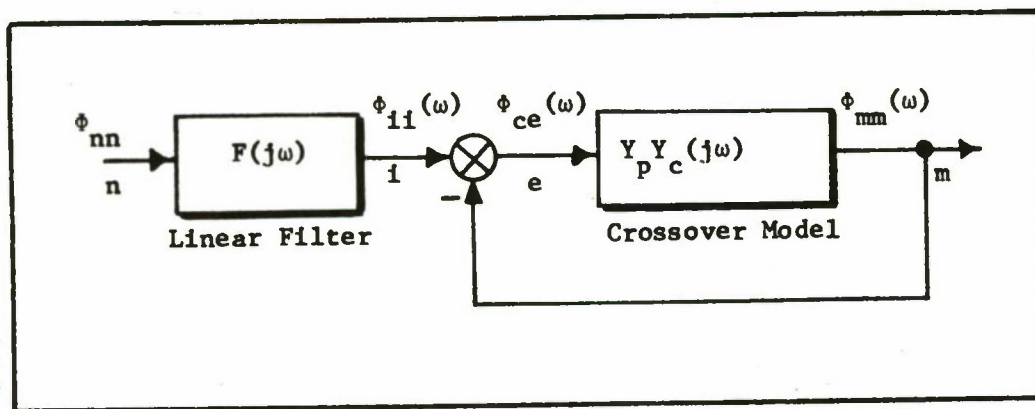 Φnn
n
F(jω)
Linear Filter
Φii(ω)
i
Φce(ω)
e
−
YpYc(jω)
Crossover Model
Φmm(ω)
m